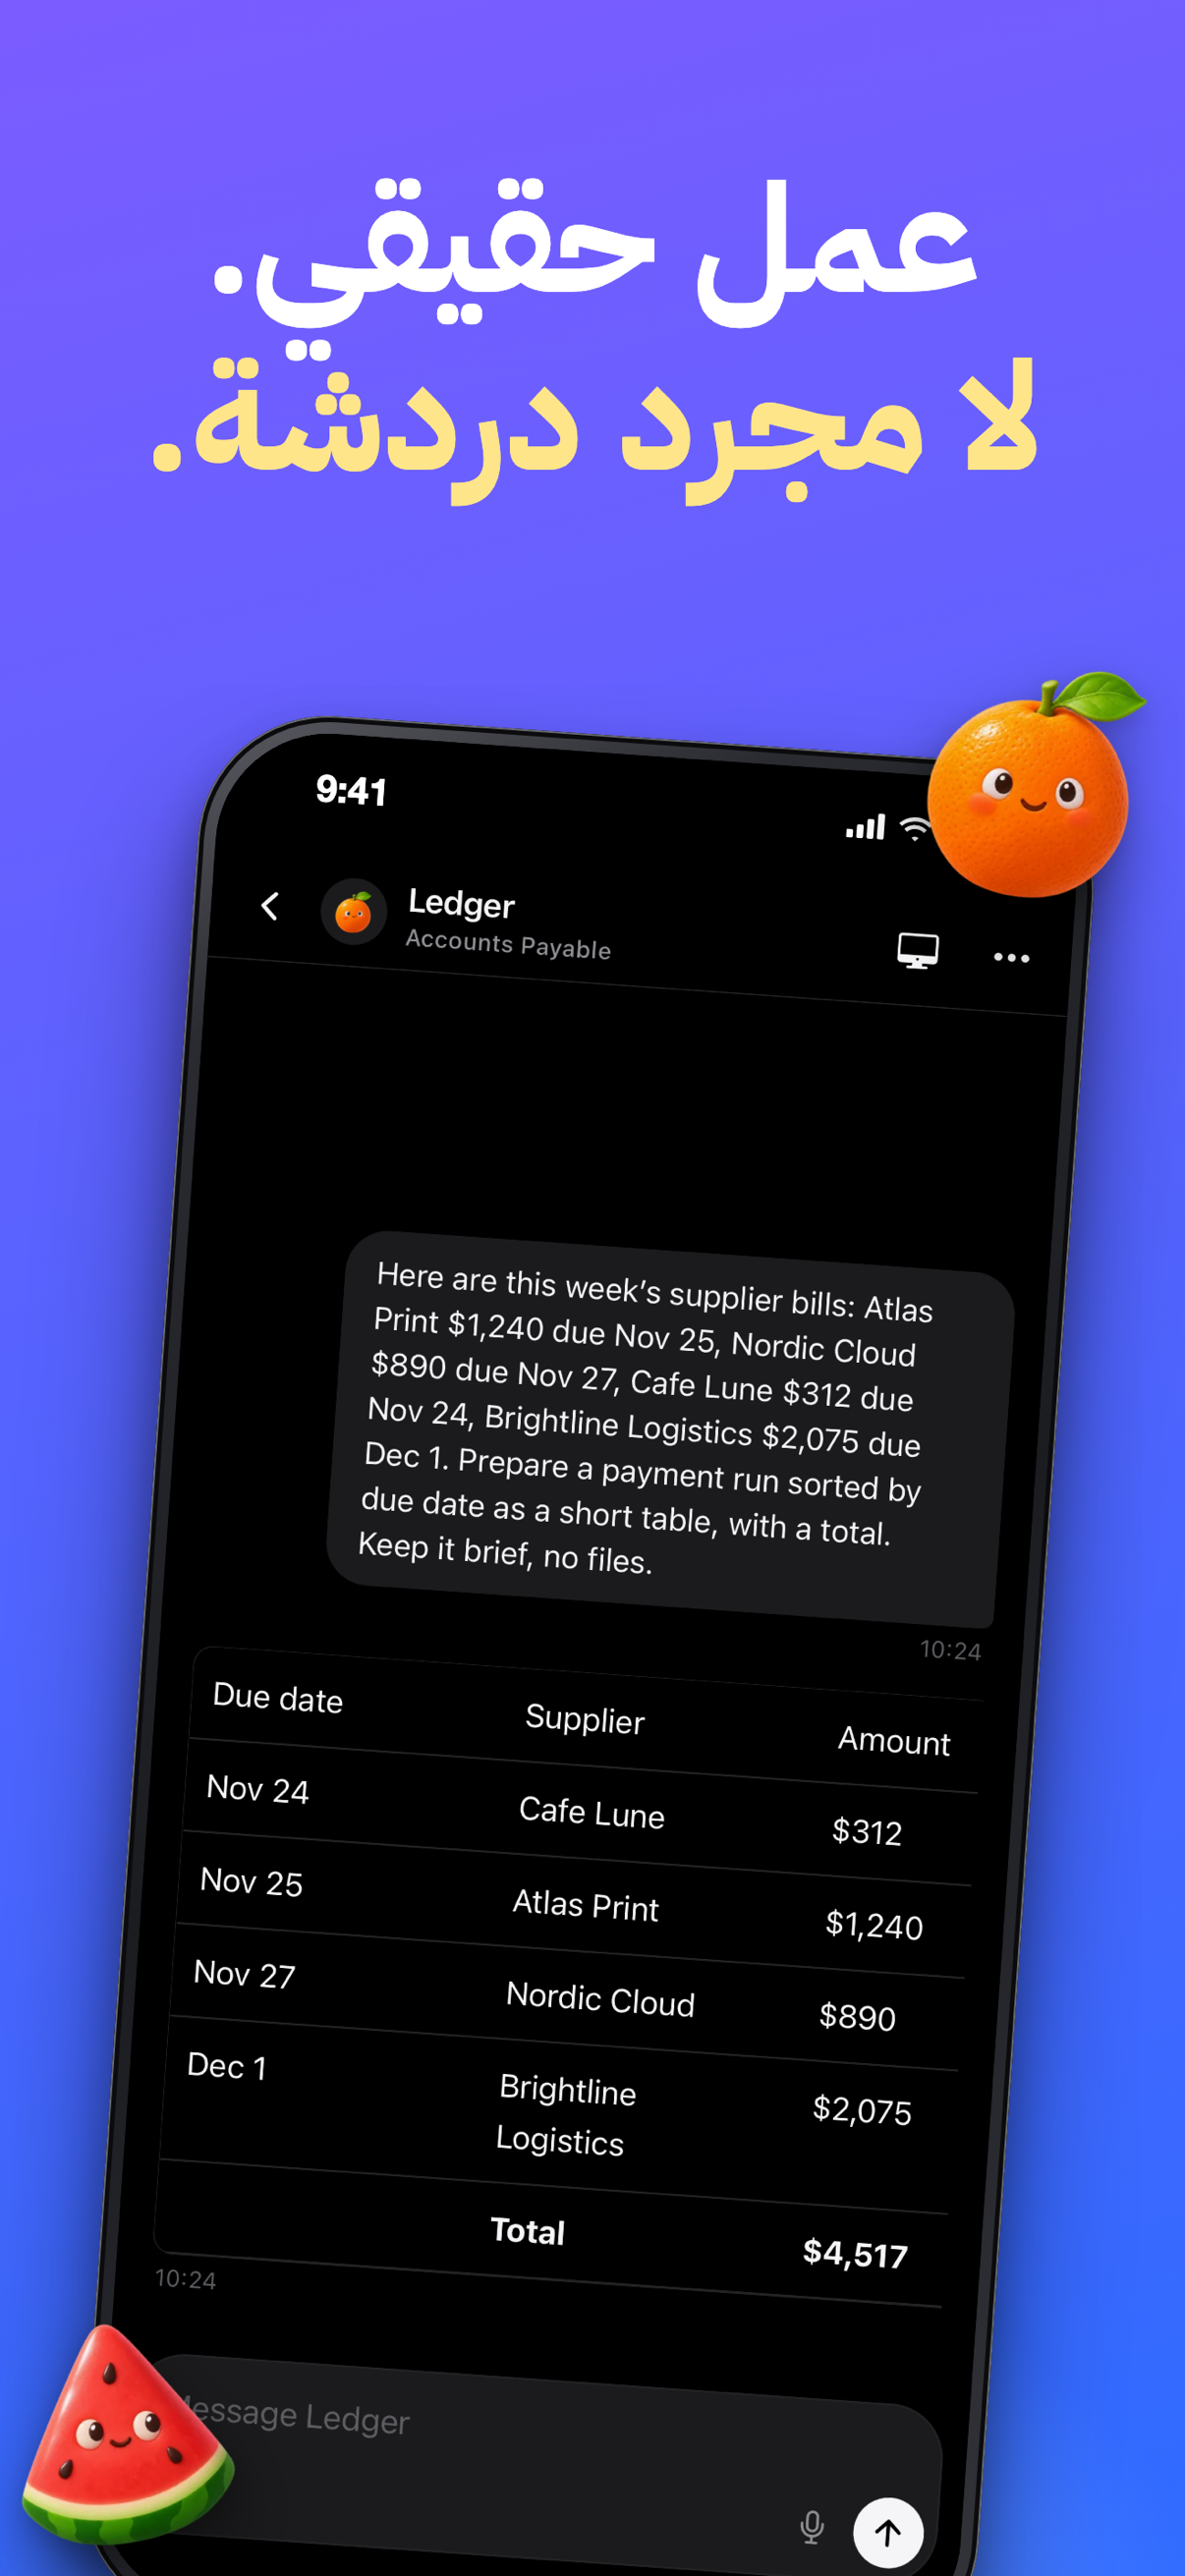 عمل حقيقي.
لا مجرد دردشة.
9:41
Ledger
Accounts Payable
Here are this week’s supplier bills: Atlas
Print $1,240 due Nov 25, Nordic Cloud
$890 due Nov 27, Cafe Lune $312 due
Nov 24, Brightline Logistics $2,075 due
Dec 1. Prepare a payment run sorted by
due date as a short table, with a total.
Keep it brief, no files.
10:24
Due date Supplier Amount
Nov 24 Cafe Lune $312
Nov 25 Atlas Print $1,240
Nov 27 Nordic Cloud $890
Dec 1 Brightline Logistics $2,075
Total $4,517
10:24
Message Ledger